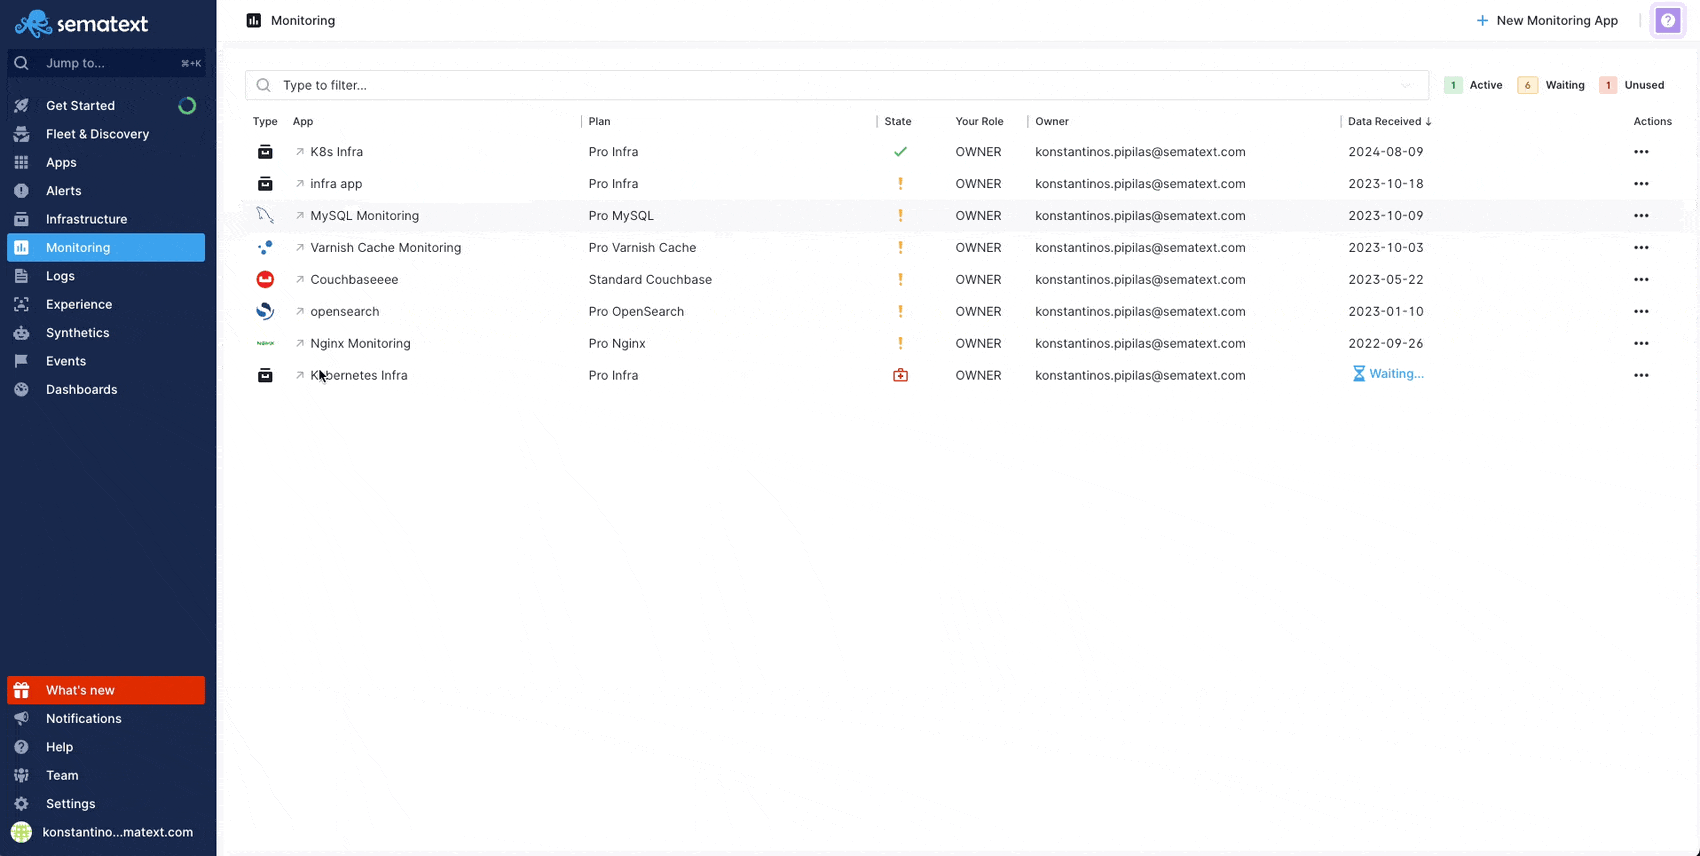 sematext
Jump to... ⌘+K
Get Started
Fleet & Discovery
Apps
Alerts
Infrastructure
Monitoring
Logs
Experience
Synthetics
Events
Dashboards
What's new
Notifications
Help
Team
Settings
konstantino...matext.com
Monitoring
+ New Monitoring App
Type to filter... 1 Active 6 Waiting 1 Unused
Type App Plan State Your Role Owner Data Received ↓ Actions
K8s Infra Pro Infra OWNER konstantinos.pipilas@sematext.com 2024-08-09
infra app Pro Infra OWNER konstantinos.pipilas@sematext.com 2023-10-18
MySQL Monitoring Pro MySQL OWNER konstantinos.pipilas@sematext.com 2023-10-09
Varnish Cache Monitoring Pro Varnish Cache OWNER konstantinos.pipilas@sematext.com 2023-10-03
Couchbaseeee Standard Couchbase OWNER konstantinos.pipilas@sematext.com 2023-05-22
opensearch Pro OpenSearch OWNER konstantinos.pipilas@sematext.com 2023-01-10
NGINX Nginx Monitoring Pro Nginx OWNER konstantinos.pipilas@sematext.com 2022-09-26
Kubernetes Infra Pro Infra OWNER konstantinos.pipilas@sematext.com Waiting...